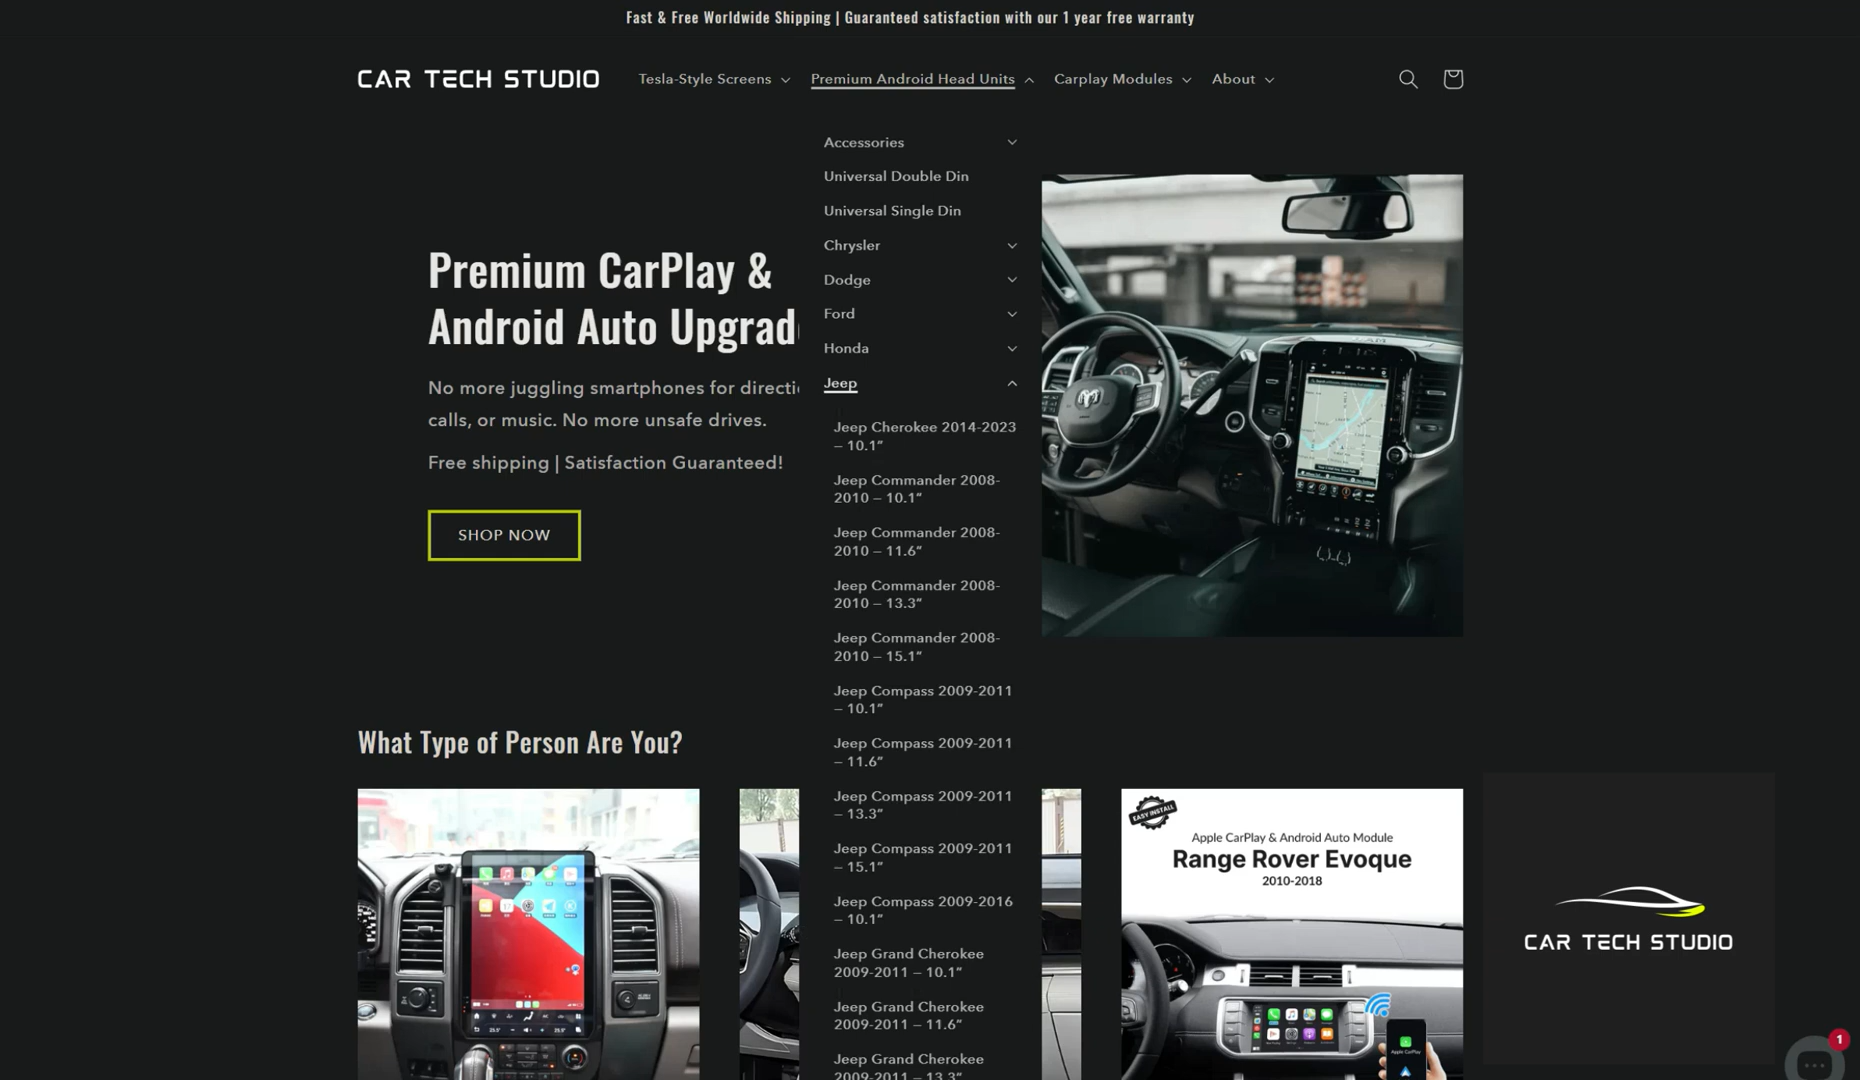 Fast & Free Worldwide Shipping | Guaranteed satisfaction with our 1 year free warranty
CAR TECH STUDIO
Tesla-Style Screens
Premium Android Head Units
Carplay Modules
About
Accessories
Universal Double Din
Universal Single Din
Chrysler
Dodge
Ford
Honda
Jeep
Jeep Cherokee 2014-2023
– 10.1″
Jeep Commander 2008-
2010 – 10.1″
Jeep Commander 2008-
2010 – 11.6″
Jeep Commander 2008-
2010 – 13.3″
Jeep Commander 2008-
2010 – 15.1″
Jeep Compass 2009-2011
– 10.1″
Jeep Compass 2009-2011
– 11.6″
Jeep Compass 2009-2011
– 13.3″
Jeep Compass 2009-2011
– 15.1″
Jeep Compass 2009-2016
– 10.1″
Jeep Grand Cherokee
2009-2011 – 10.1″
Jeep Grand Cherokee
2009-2011 – 11.6″
Jeep Grand Cherokee
2009-2011 – 13.3″
Premium CarPlay &
Android Auto Upgrad
No more juggling smartphones for directi
calls, or music. No more unsafe drives.
Free shipping | Satisfaction Guaranteed!
SHOP NOW
What Type of Person Are You?
EASY INSTALL
Apple CarPlay & Android Auto Module
Range Rover Evoque
2010-2018
Apple CarPlay
CAR TECH STUDIO
1